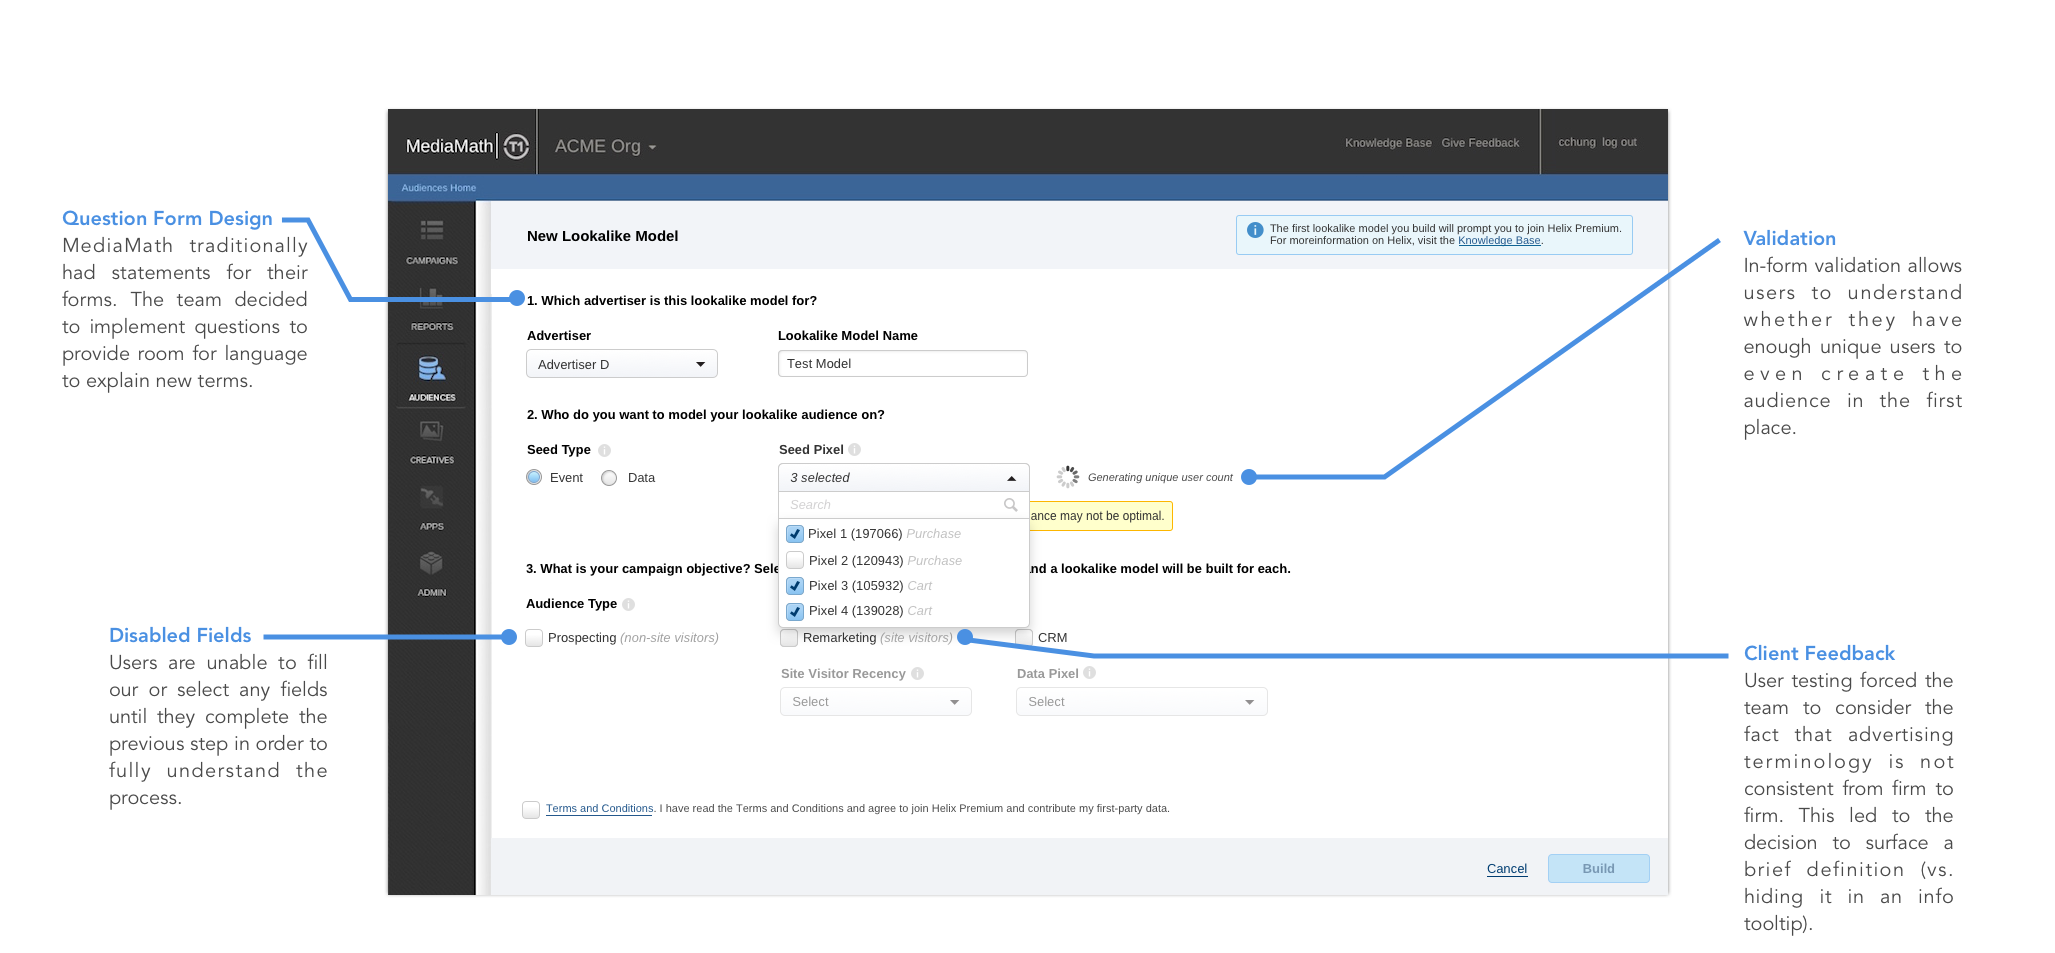 MediaMath T1
ACME Org
Knowledge Base Give Feedback
cchung log out
Audiences Home
CAMPAIGNS
REPORTS
AUDIENCES
CREATIVES
APPS
ADMIN
New Lookalike Model
The first lookalike model you build will prompt you to join Helix Premium.
For moreinformation on Helix, visit the Knowledge Base.
1. Which advertiser is this lookalike model for?
Advertiser
Lookalike Model Name
Advertiser D
Test Model
2. Who do you want to model your lookalike audience on?
Seed Type
Seed Pixel
Event
Data
3 selected
Generating unique user count
Search
ance may not be optimal.
Pixel 1 (197066) Purchase
Pixel 2 (120943) Purchase
Pixel 3 (105932) Cart
Pixel 4 (139028) Cart
3. What is your campaign objective? Sele
nd a lookalike model will be built for each.
Audience Type
Prospecting (non-site visitors)
Remarketing (site visitors)
CRM
Site Visitor Recency
Data Pixel
Select
Select
Terms and Conditions. I have read the Terms and Conditions and agree to join Helix Premium and contribute my first-party data.
Cancel
Build
Question Form Design
MediaMath traditionally
had statements for their
forms. The team decided
to implement questions to
provide room for language
to explain new terms.
Disabled Fields
Users are unable to fill
our or select any fields
until they complete the
previous step in order to
fully understand the
process.
Validation
In-form validation allows
users to understand
whether they have
enough unique users to
even create the
audience in the first
place.
Client Feedback
User testing forced the
team to consider the
fact that advertising
terminology is not
consistent from firm to
firm. This led to the
decision to surface a
brief definition (vs.
hiding it in an info
tooltip).